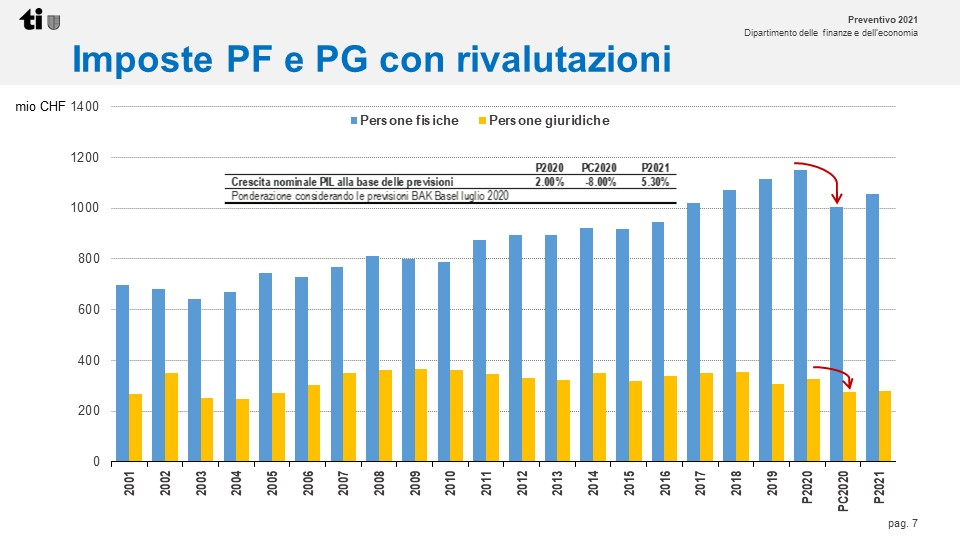 ti
Preventivo 2021
Dipartimento delle finanze e dell'economia
Imposte PF e PG con rivalutazioni
mio CHF 1400
Persone fisiche Persone giuridiche
1200
P2020 PC2020 P2021
Crescita nominale PIL alla base delle previsioni 2.00% -8.00% 5.30%
Ponderazione considerando le previsioni BAK Basel luglio 2020
1000
800
600
400
200
0
2001 2002 2003 2004 2005 2006 2007 2008 2009 2010 2011 2012 2013 2014 2015 2016 2017 2018 2019 P2020 PC2020 P2021
pag. 7